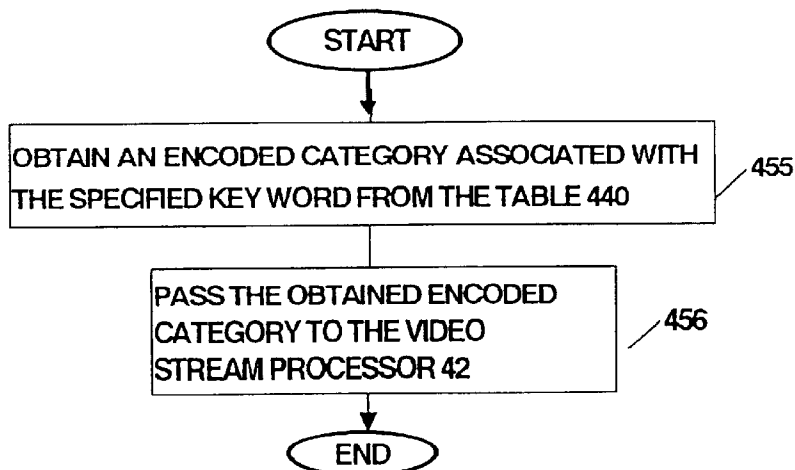 START
OBTAIN AN ENCODED CATEGORY ASSOCIATED WITH
THE SPECIFIED KEY WORD FROM THE TABLE 440
455
PASS THE OBTAINED ENCODED
CATEGORY TO THE VIDEO
STREAM PROCESSOR 42
456
END